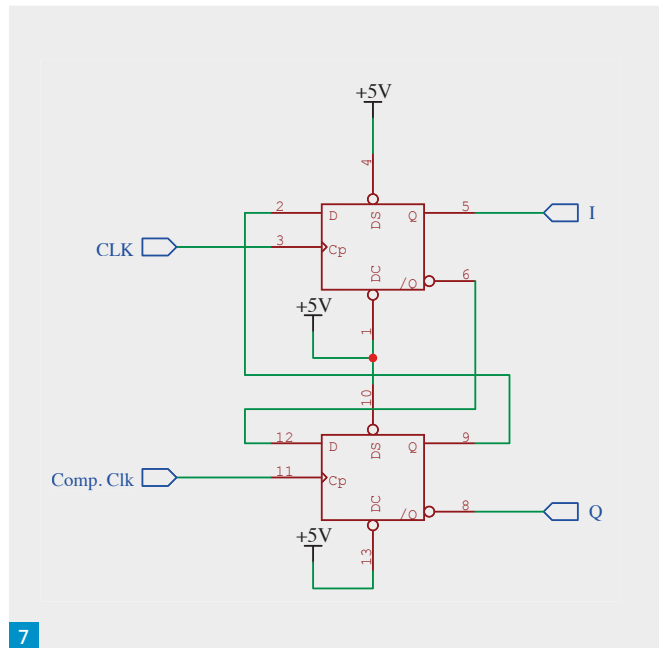 +5V
4
2
D
DS
Q
5
I
CLK
3
Cp
DC
/Q
6
+5V
1
10
12
D
DS
Q
9
Comp. Clk
11
Cp
DC
/Q
8
Q
+5V
13
7